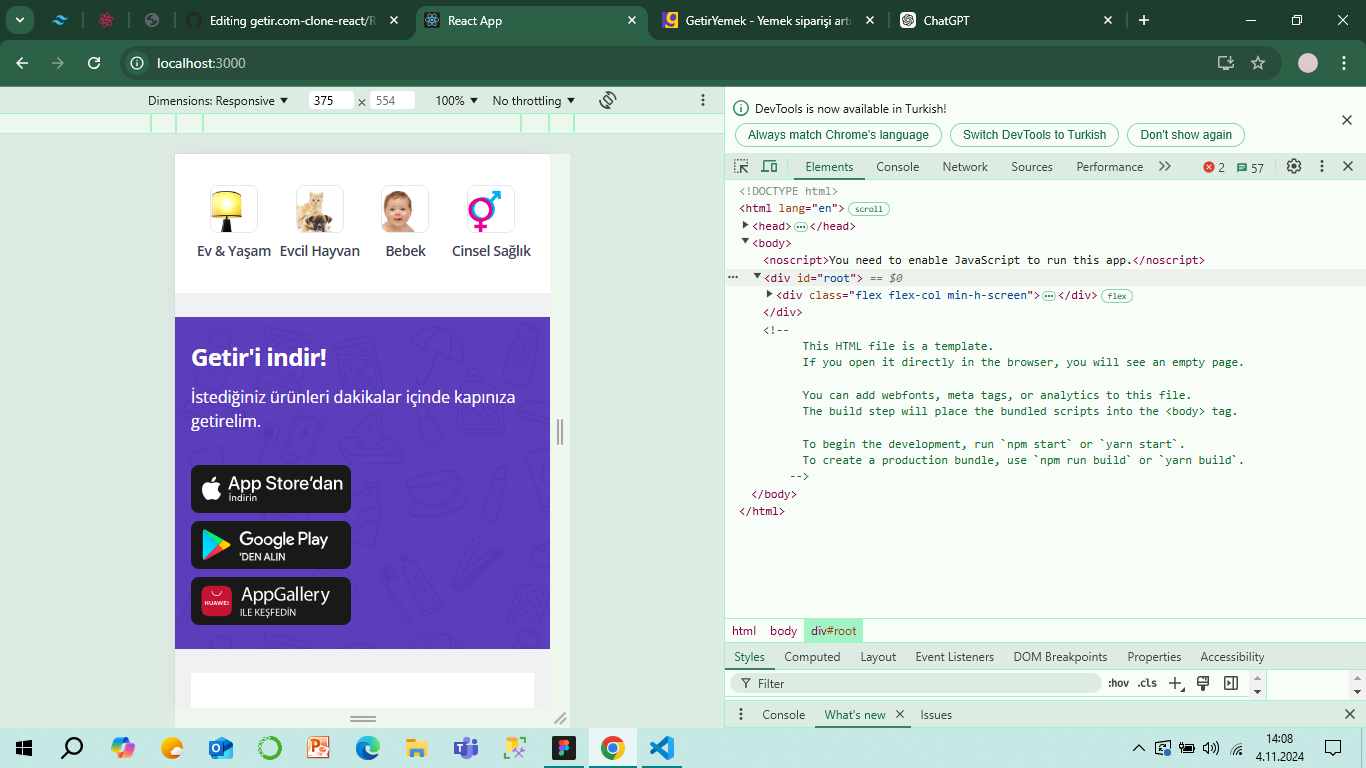 Editing getir.com-clone-react/R
React App
GetirYemek - Yemek siparişi art
ChatGPT
localhost:3000
Dimensions: Responsive
375 × 554
100%
No throttling
Ev & Yaşam
Evcil Hayvan
Bebek
Cinsel Sağlık
Getir'i indir!
İstediğiniz ürünleri dakikalar içinde kapınıza
getirelim.
App Store'dan
İndirin
Google Play
'DEN ALIN
HUAWEI
AppGallery
ILE KEŞFEDİN
DevTools is now available in Turkish!
Always match Chrome's language
Switch DevTools to Turkish
Don't show again
Elements
Console
Network
Sources
Performance
2
57
<!DOCTYPE html>
<html lang="en"> scroll
<head> ... </head>
<body>
<noscript>You need to enable JavaScript to run this app.</noscript>
... <div id="root"> == $0
<div class="flex flex-col min-h-screen"> ... </div> flex
</div>
<!--
This HTML file is a template.
If you open it directly in the browser, you will see an empty page.
You can add webfonts, meta tags, or analytics to this file.
The build step will place the bundled scripts into the <body> tag.
To begin the development, run `npm start` or `yarn start`.
To create a production bundle, use `npm run build` or `yarn build`.
-->
</body>
</html>
html
body
div#root
Styles
Computed
Layout
Event Listeners
DOM Breakpoints
Properties
Accessibility
Filter
:hov
.cls
Console
What's new
Issues
14:08
4.11.2024